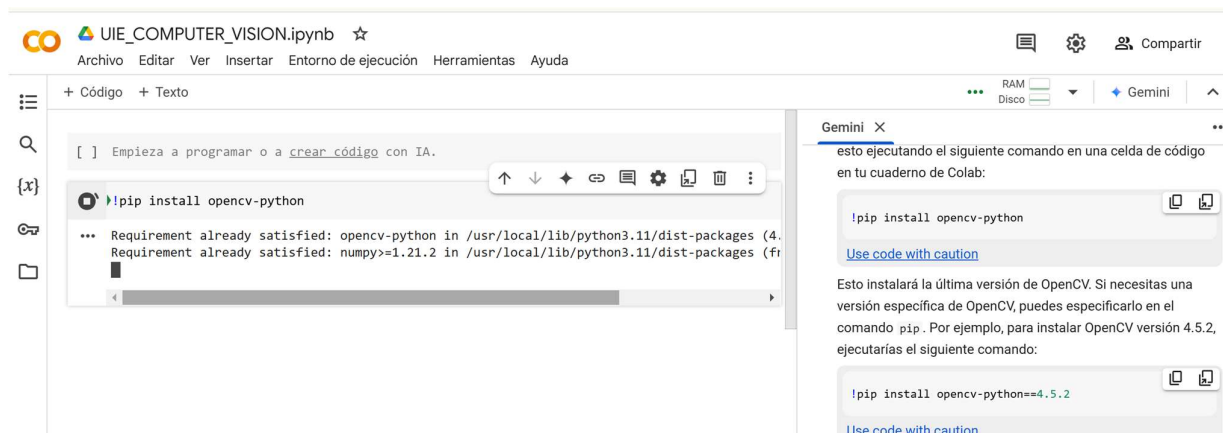 UIE_COMPUTER_VISION.ipynb
Archivo Editar Ver Insertar Entorno de ejecución Herramientas Ayuda
Compartir
+ Código + Texto
RAM
Disco
Gemini
[ ] Empieza a programar o a crear código con IA.
!pip install opencv-python
Requirement already satisfied: opencv-python in /usr/local/lib/python3.11/dist-packages (4.
Requirement already satisfied: numpy>=1.21.2 in /usr/local/lib/python3.11/dist-packages (fr
{x}
Gemini
esto ejecutando el siguiente comando en una celda de código
en tu cuaderno de Colab:
!pip install opencv-python
Use code with caution
Esto instalará la última versión de OpenCV. Si necesitas una
versión específica de OpenCV, puedes especificarlo en el
comando pip. Por ejemplo, para instalar OpenCV versión 4.5.2,
ejecutarías el siguiente comando:
!pip install opencv-python==4.5.2
Use code with caution